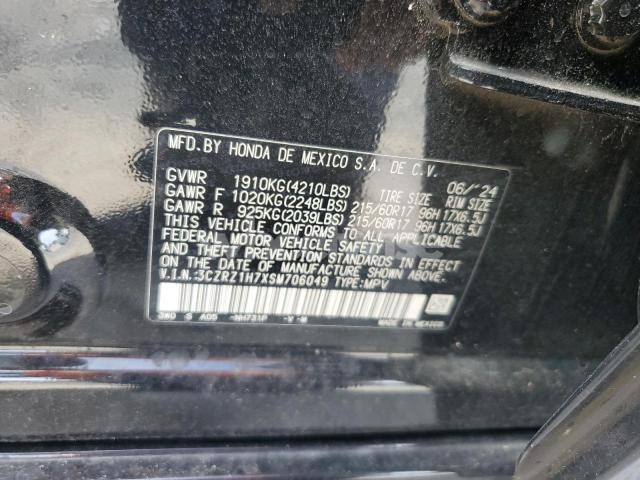 MFD.BY HONDA DE MEXICO S.A. DE C.V. 06/'24
GVWR 1910KG(4210LBS) TIRE SIZE RIM SIZE
GAWR F 1020KG(2248LBS) 215/60R17 96H 17X6.5J
GAWR R 925KG(2039LBS) 215/60R17 96H 17X6.5J
THIS VEHICLE CONFORMS TO ALL APPLICABLE
FEDERAL MOTOR VEHICLE SAFETY
AND THEFT PREVENTION STANDARDS IN EFFECT
ON THE DATE OF MANUFACTURE SHOWN ABOVE.
V.I.N:3CZRZ1H7XSM706049 TYPE:MPV
3W0 S A05 NH731P -V-B MADE IN MEXICO